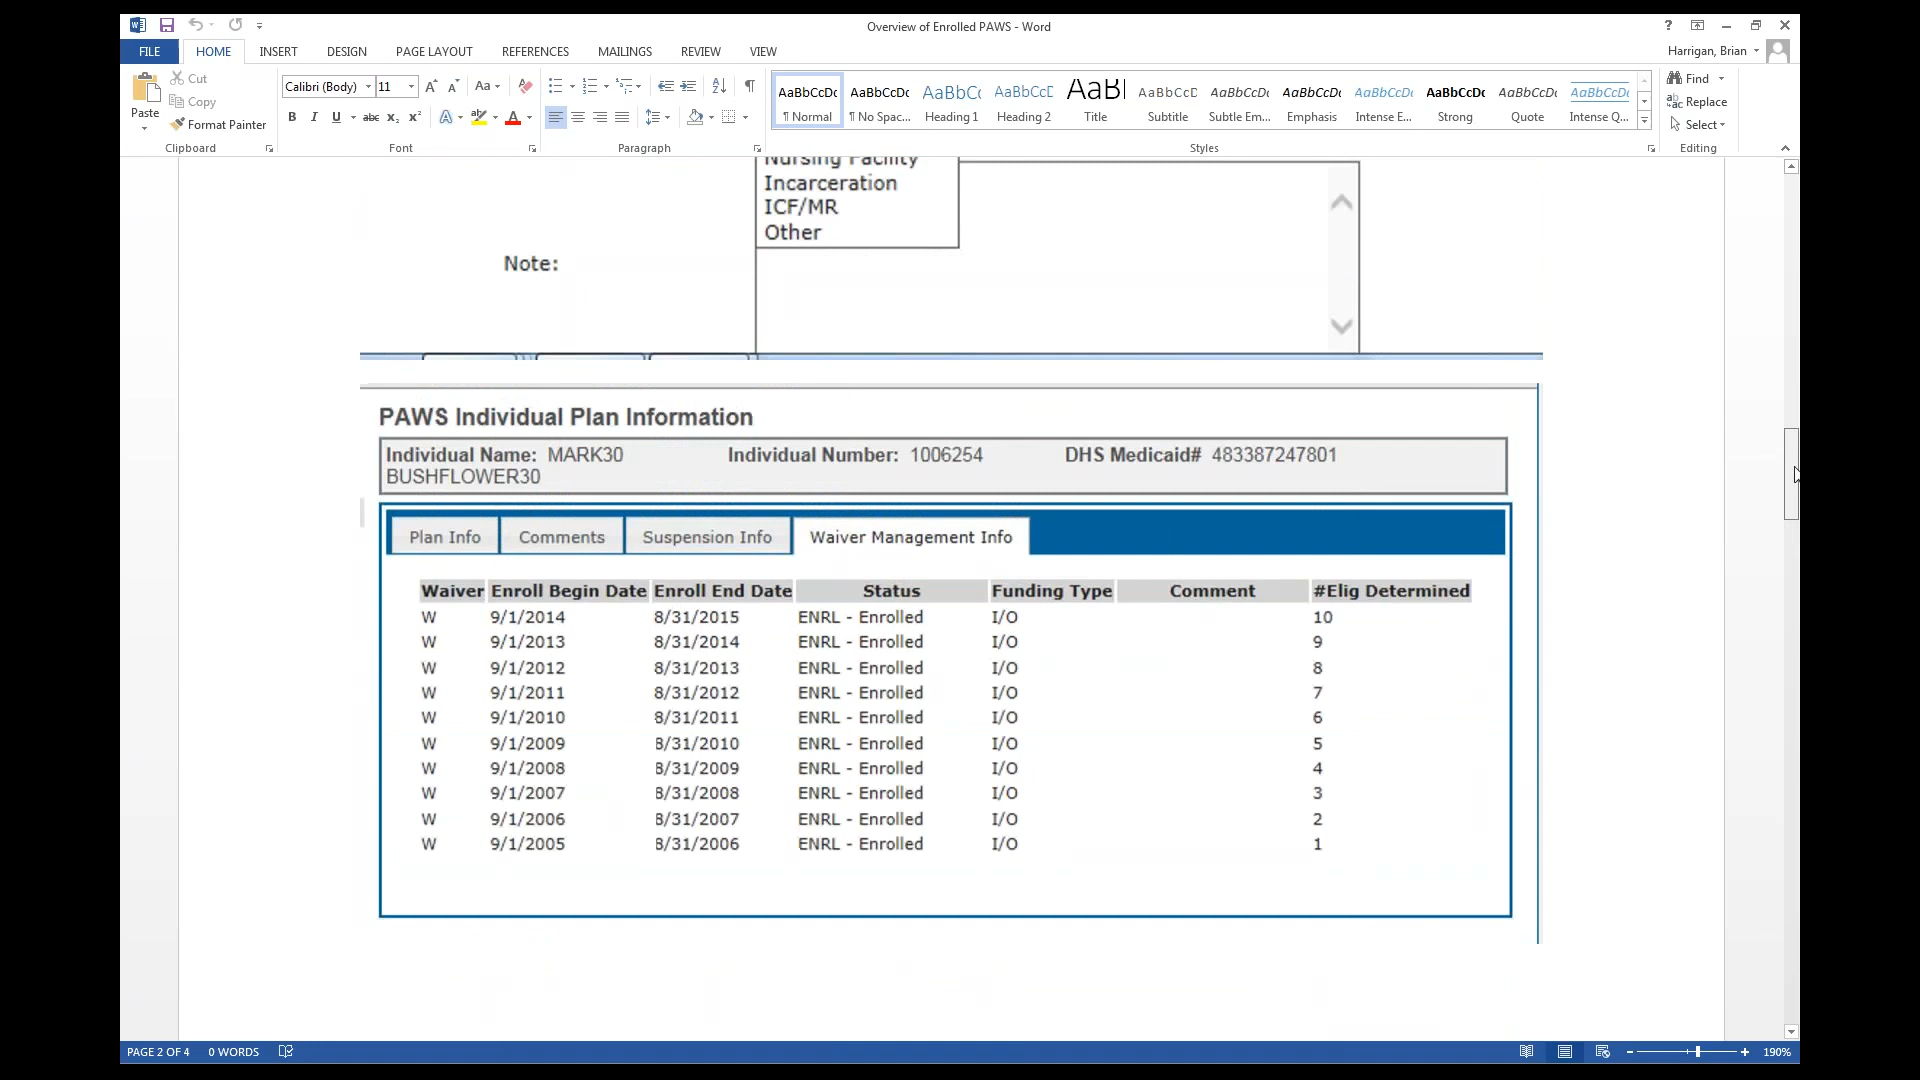 Overview of Enrolled PAWS - Word
FILE HOME INSERT DESIGN PAGE LAYOUT REFERENCES MAILINGS REVIEW VIEW Harrigan, Brian
Paste
Cut
Copy
Format Painter
Clipboard
Calibri (Body) 11
Font
Paragraph
AaBbCcDc AaBbCcDc AaBbCc AaBbCcD AaBl AaBbCcD AaBbCcDc AaBbCcDc AaBbCcDc AaBbCcDc AaBbCcDc AaBbCcDc
¶ Normal ¶ No Spac... Heading 1 Heading 2 Title Subtitle Subtle Em... Emphasis Intense E... Strong Quote Intense Q...
Styles
Find
Replace
Select
Editing
Nursing Facility
Incarceration
ICF/MR
Other
Note:
PAWS Individual Plan Information
Individual Name: MARK30 Individual Number: 1006254 DHS Medicaid# 483387247801
BUSHFLOWER30
Plan Info Comments Suspension Info Waiver Management Info
Waiver Enroll Begin Date Enroll End Date Status Funding Type Comment #Elig Determined
W 9/1/2014 8/31/2015 ENRL - Enrolled I/O 10
W 9/1/2013 8/31/2014 ENRL - Enrolled I/O 9
W 9/1/2012 8/31/2013 ENRL - Enrolled I/O 8
W 9/1/2011 8/31/2012 ENRL - Enrolled I/O 7
W 9/1/2010 8/31/2011 ENRL - Enrolled I/O 6
W 9/1/2009 8/31/2010 ENRL - Enrolled I/O 5
W 9/1/2008 8/31/2009 ENRL - Enrolled I/O 4
W 9/1/2007 8/31/2008 ENRL - Enrolled I/O 3
W 9/1/2006 8/31/2007 ENRL - Enrolled I/O 2
W 9/1/2005 8/31/2006 ENRL - Enrolled I/O 1
PAGE 2 OF 4 0 WORDS 190%